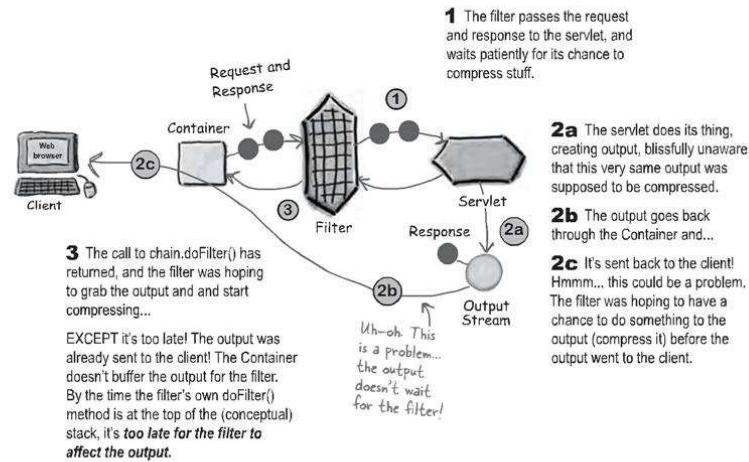 1 The filter passes the request
and response to the servlet, and
waits patiently for its chance to
compress stuff.
Request and
Response
1
Container
Web
browser
2c
Client
3
Filter
Servlet
2a The servlet does its thing,
creating output, blissfully unaware
that this very same output was
supposed to be compressed.
2b The output goes back
through the Container and...
2c It's sent back to the client!
Hmmm... this could be a problem.
The filter was hoping to have a
chance to do something to the
output (compress it) before the
output went to the client.
Response
2a
2b
Output
Stream
Uh-oh. This
is a problem...
the output
doesn't wait
for the filter!
3 The call to chain.doFilter() has
returned, and the filter was hoping
to grab the output and and start
compressing...
EXCEPT it's too late! The output was
already sent to the client! The Container
doesn't buffer the output for the filter.
By the time the filter's own doFilter()
method is at the top of the (conceptual)
stack, it's too late for the filter to
affect the output.